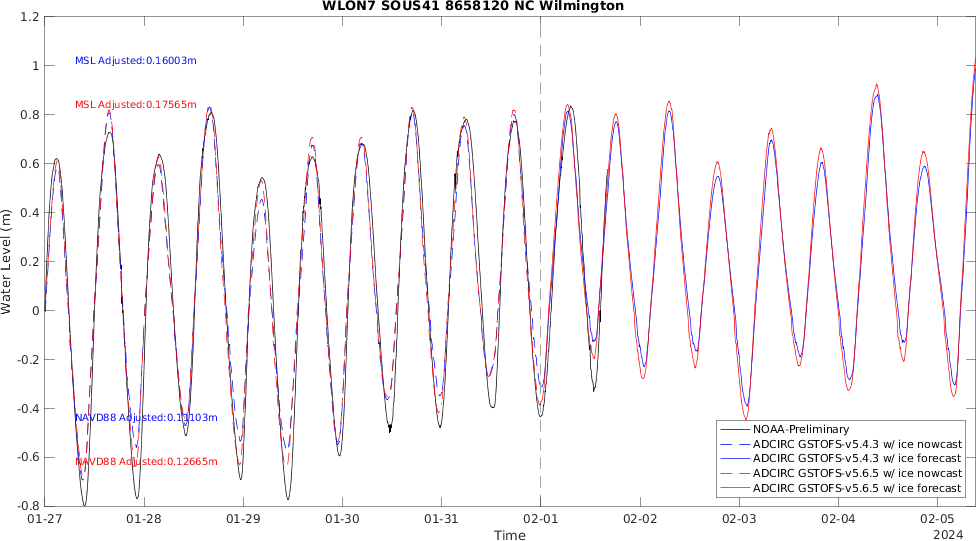 WLON7 SOUS41 8658120 NC Wilmington
1.2
1
0.8
0.6
0.4
0.2
0
-0.2
-0.4
-0.6
-0.8
Water Level (m)
MSL Adjusted:0.16003m
MSL Adjusted:0.17565m
NAVD88 Adjusted:0.11103m
NAVD88 Adjusted:0.12665m
NOAA-Preliminary
ADCIRC GSTOFS-v5.4.3 w/ ice nowcast
ADCIRC GSTOFS-v5.4.3 w/ ice forecast
ADCIRC GSTOFS-v5.6.5 w/ ice nowcast
ADCIRC GSTOFS-v5.6.5 w/ ice forecast
01-27 01-28 01-29 01-30 01-31 02-01 02-02 02-03 02-04 02-05
Time
2024